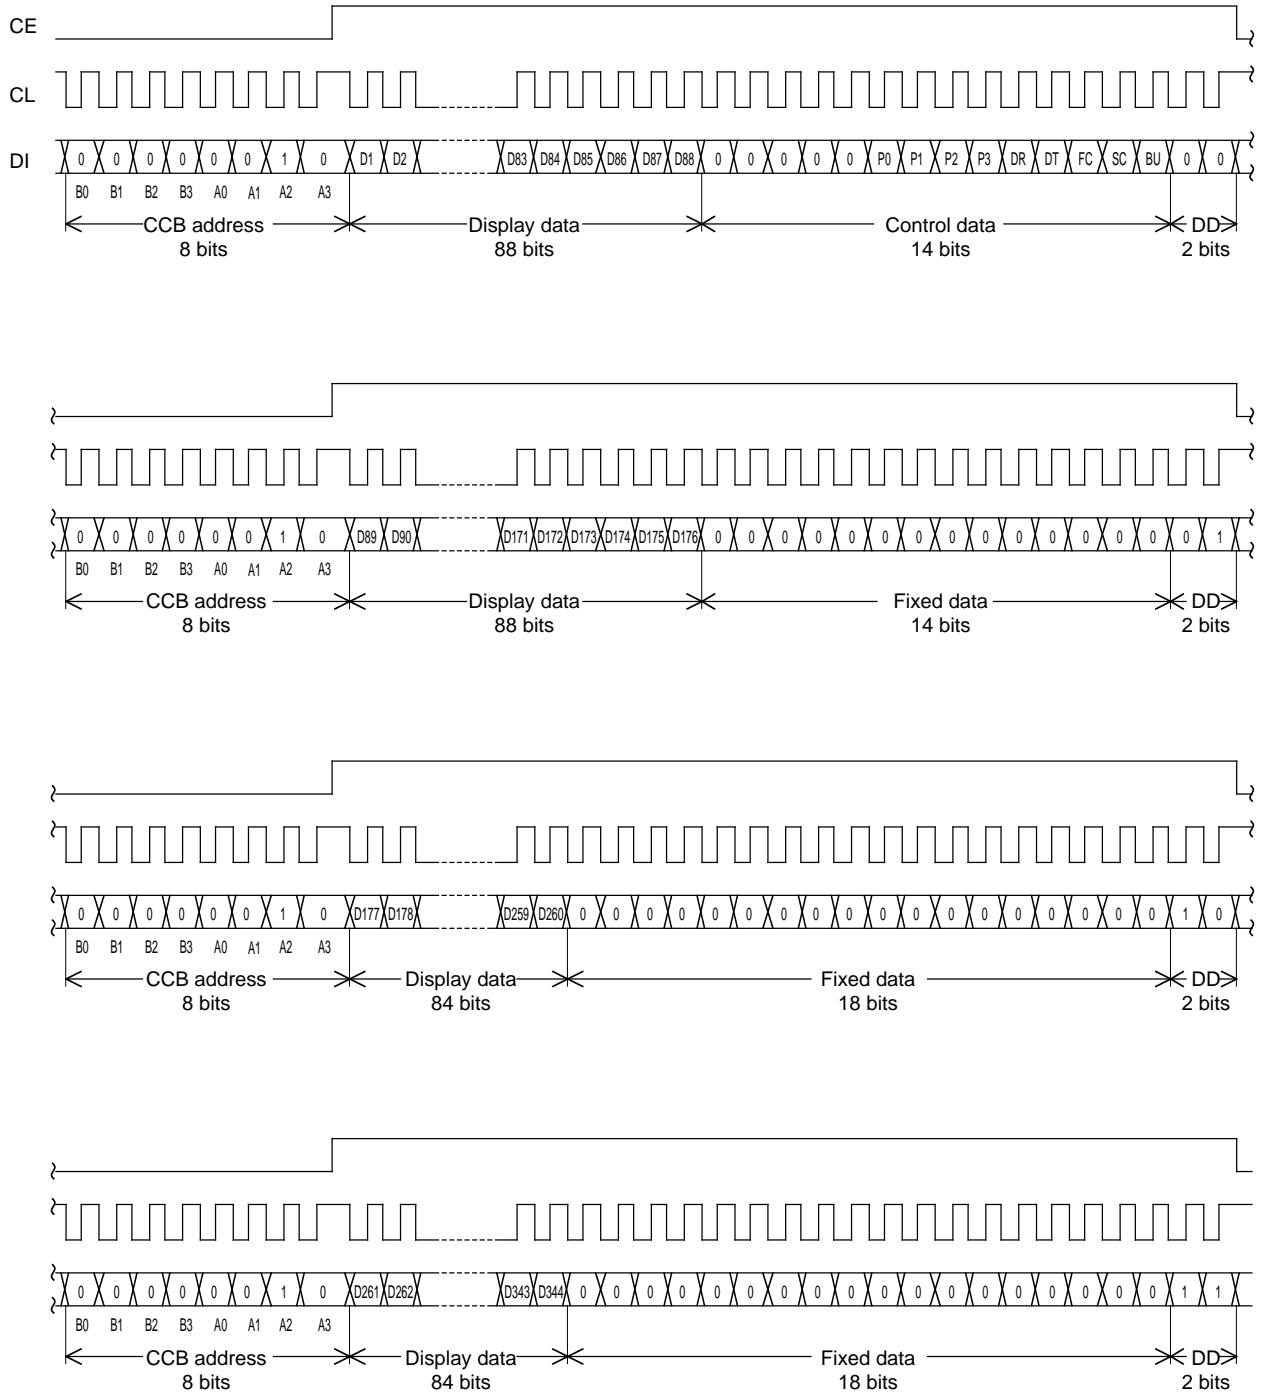 CE
CL
DI 0 0 0 0 0 0 1 0 D1 D2 D83 D84 D85 D86 D87 D88 0 0 0 0 0 P0 P1 P2 P3 DR DT FC SC BU 0 0
B0 B1 B2 B3 A0 A1 A2 A3
CCB address Display data Control data DD
8 bits 88 bits 14 bits 2 bits
0 0 0 0 0 0 1 0 D89 D90 D171 D172 D173 D174 D175 D176 0 0 0 0 0 0 0 0 0 0 0 0 0 0 0 1
B0 B1 B2 B3 A0 A1 A2 A3
CCB address Display data Fixed data DD
8 bits 88 bits 14 bits 2 bits
0 0 0 0 0 0 1 0 D177 D178 D259 D260 0 0 0 0 0 0 0 0 0 0 0 0 0 0 0 0 0 0 1 0
B0 B1 B2 B3 A0 A1 A2 A3
CCB address Display data Fixed data DD
8 bits 84 bits 18 bits 2 bits
0 0 0 0 0 0 1 0 D261 D262 D343 D344 0 0 0 0 0 0 0 0 0 0 0 0 0 0 0 0 0 0 1 1
B0 B1 B2 B3 A0 A1 A2 A3
CCB address Display data Fixed data DD
8 bits 84 bits 18 bits 2 bits